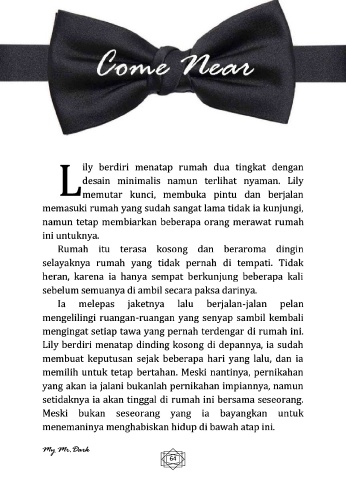 Come Near
Lily berdiri menatap rumah dua tingkat dengan
desain minimalis namun terlihat nyaman. Lily
memutar kunci, membuka pintu dan berjalan
memasuki rumah yang sudah sangat lama tidak ia kunjungi,
namun tetap membiarkan beberapa orang merawat rumah
ini untuknya.
Rumah itu terasa kosong dan beraroma dingin
selayaknya rumah yang tidak pernah di tempati. Tidak
heran, karena ia hanya sempat berkunjung beberapa kali
sebelum semuanya di ambil secara paksa darinya.
Ia melepas jaketnya lalu berjalan-jalan pelan
mengelilingi ruangan-ruangan yang senyap sambil kembali
mengingat setiap tawa yang pernah terdengar di rumah ini.
Lily berdiri menatap dinding kosong di depannya, ia sudah
membuat keputusan sejak beberapa hari yang lalu, dan ia
memilih untuk tetap bertahan. Meski nantinya, pernikahan
yang akan ia jalani bukanlah pernikahan impiannya, namun
setidaknya ia akan tinggal di rumah ini bersama seseorang.
Meski bukan seseorang yang ia bayangkan untuk
menemaninya menghabiskan hidup di bawah atap ini.
My Mr. Dark
64